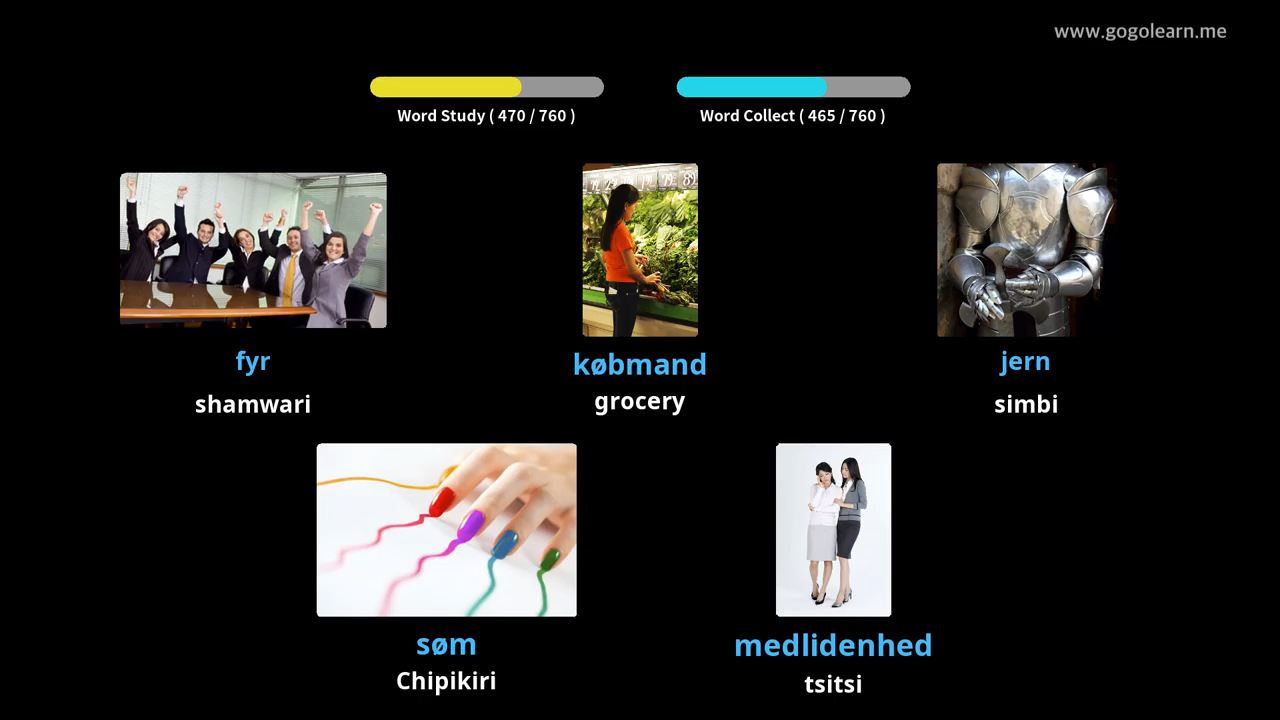 www.gogolearn.me
Word Study ( 470 / 760 )
Word Collect ( 465 / 760 )
fyr
shamwari
købmand
grocery
jern
simbi
søm
Chipikiri
medlidenhed
tsitsi